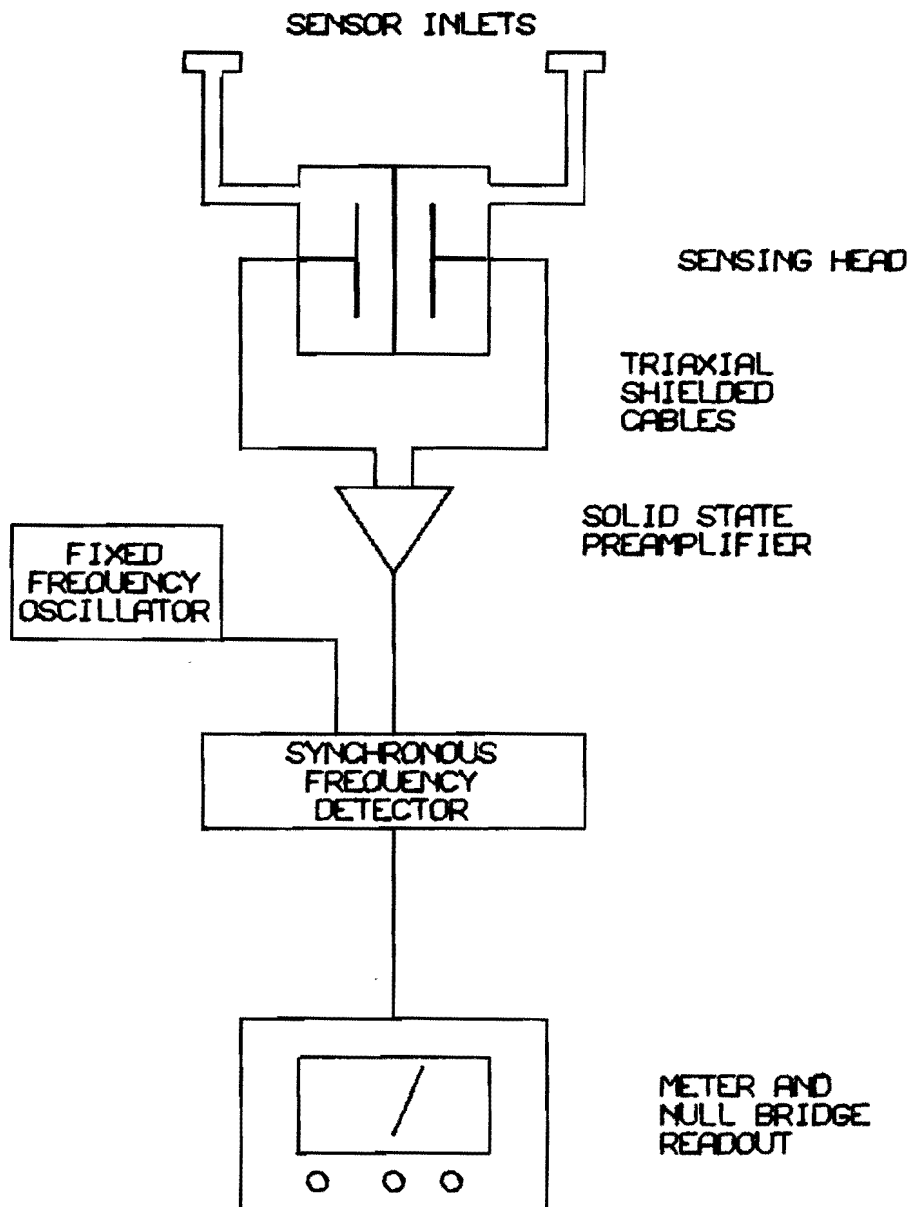 SENSOR INLETS
SENSING HEAD
TRIAXIAL
SHIELDED
CABLES
SOLID STATE
PREAMPLIFIER
FIXED
FREQUENCY
OSCILLATOR
SYNCHRONOUS
FREQUENCY
DETECTOR
METER AND
NULL BRIDGE
READOUT